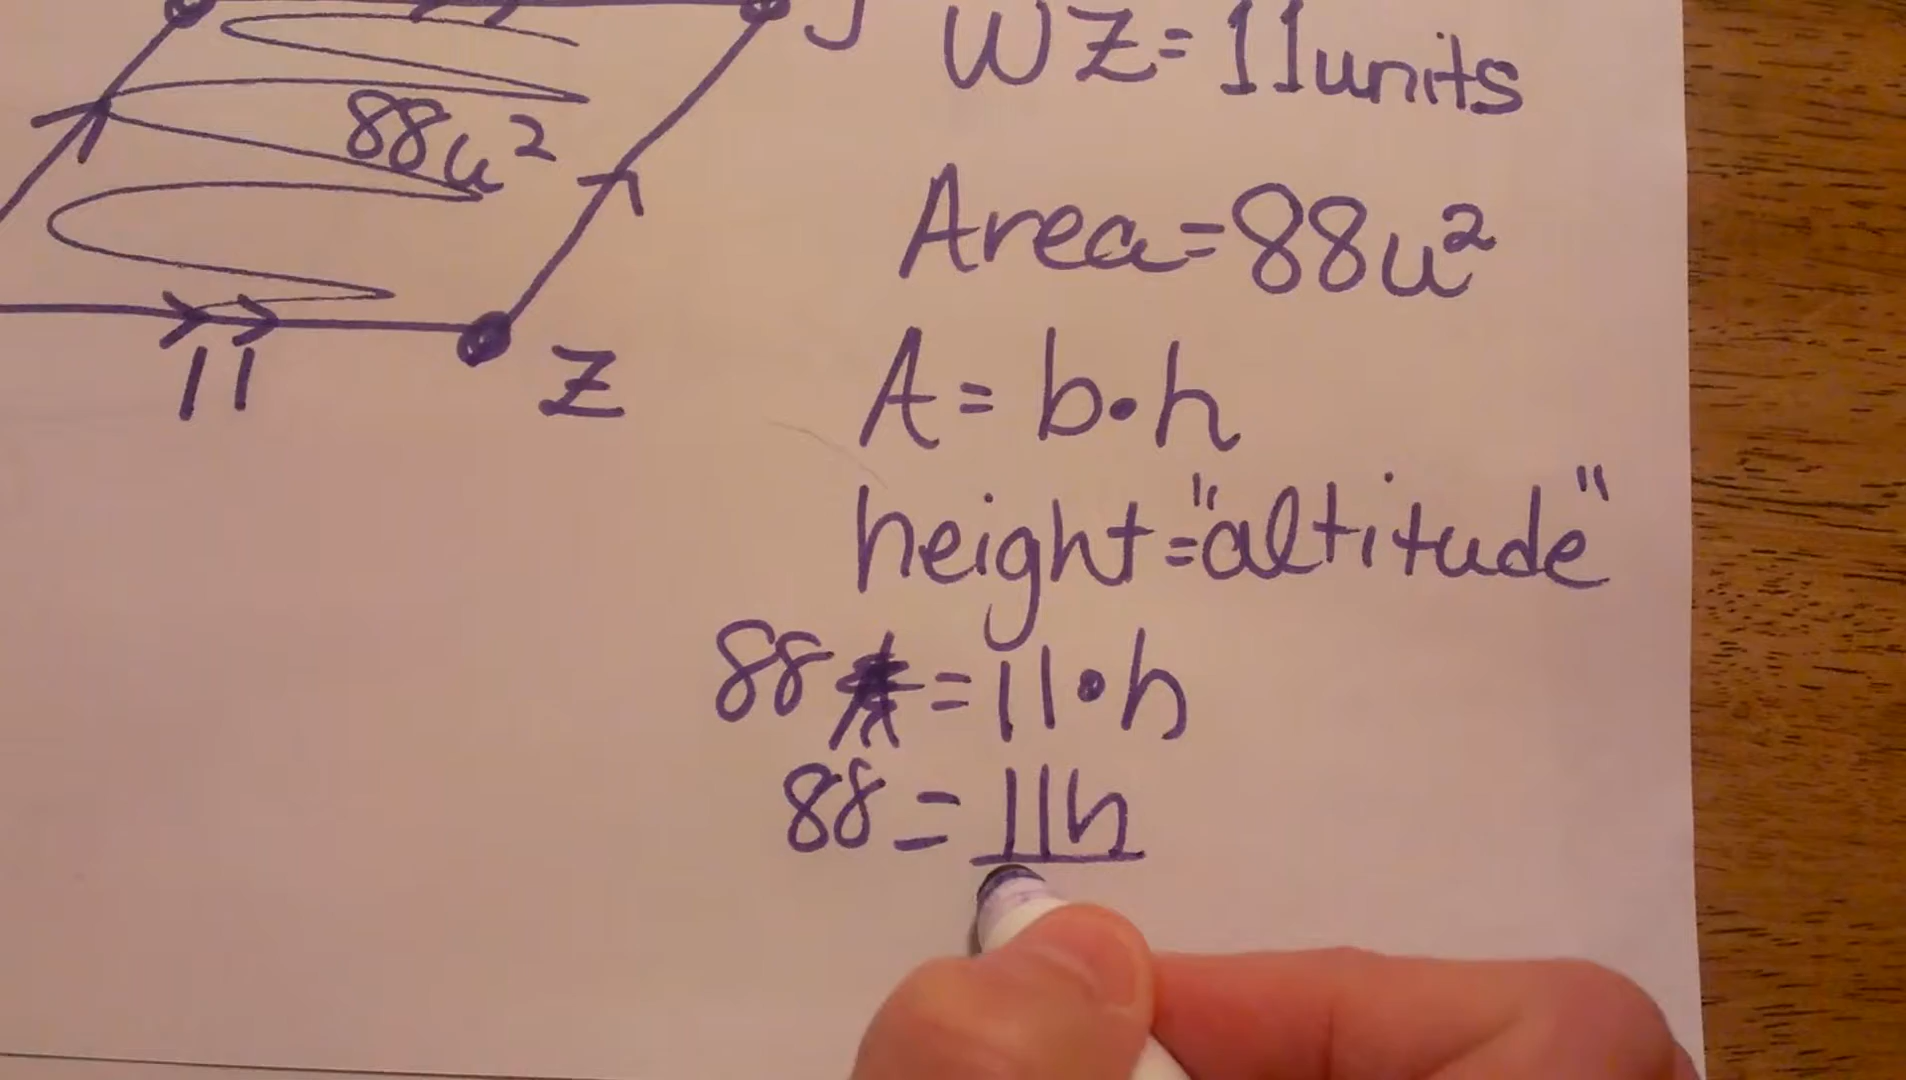 J
WZ=11units
88u²
Area=88u²
11
Z
A=b•h
height="altitude"
88=11•h
88=11h